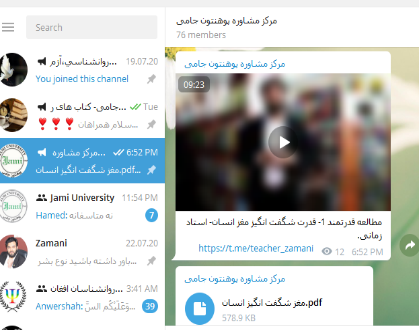 Search
روانشناسي،آزم...
19.07.20
You joined this channel
جامی- کتاب های ر...
Tue
سلام همراهان...
مرکز مشاوره ...
6:52 PM
مغز شگفت انگیز انسان.pdf...
Jami University
11:54 PM
Hamed: نه متاسفانه
7
Zamani
22.07.20
باور داشته باشید نوع بشر...
روانشناسان افغان
3:41 AM
Anwershah: وَعَلَيْكُم السَّ...
39
مرکز مشاوره پوهنتون جامی
76 members
مرکز مشاوره پوهنتون جامی
09:23
مطالعه قدرتمند 1- قدرت شگفت انگیز مغز انسان- استاد
زمانی.
https://t.me/teacher_zamani
12
6:52 PM
مرکز مشاوره پوهنتون جامی
مغز شگفت انگیز انسان.pdf
578.9 KB